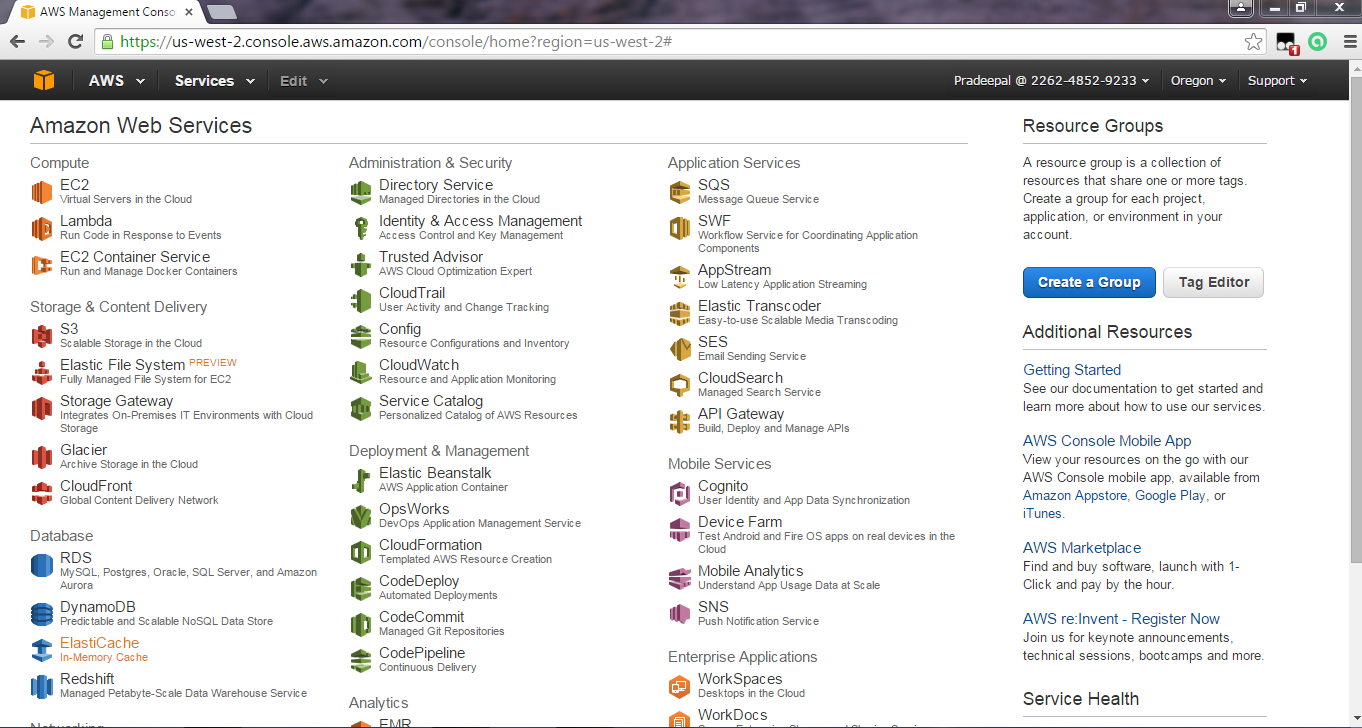 AWS Management Conso
https://us-west-2.console.aws.amazon.com/console/home?region=us-west-2#
1
AWS Services Edit Pradeepal @ 2262-4852-9233 Oregon Support
Amazon Web Services
Compute
EC2
Virtual Servers in the Cloud
Lambda
Run Code in Response to Events
EC2 Container Service
Run and Manage Docker Containers
Storage & Content Delivery
S3
Scalable Storage in the Cloud
Elastic File System PREVIEW
Fully Managed File System for EC2
Storage Gateway
Integrates On-Premises IT Environments with Cloud
Storage
Glacier
Archive Storage in the Cloud
CloudFront
Global Content Delivery Network
Database
RDS
MySQL, Postgres, Oracle, SQL Server, and Amazon
Aurora
DynamoDB
Predictable and Scalable NoSQL Data Store
ElastiCache
In-Memory Cache
Redshift
Managed Petabyte-Scale Data Warehouse Service
Administration & Security
Directory Service
Managed Directories in the Cloud
Identity & Access Management
Access Control and Key Management
Trusted Advisor
AWS Cloud Optimization Expert
CloudTrail
User Activity and Change Tracking
Config
Resource Configurations and Inventory
CloudWatch
Resource and Application Monitoring
Service Catalog
Personalized Catalog of AWS Resources
Deployment & Management
Elastic Beanstalk
AWS Application Container
OpsWorks
DevOps Application Management Service
CloudFormation
Templated AWS Resource Creation
CodeDeploy
Automated Deployments
CodeCommit
Managed Git Repositories
CodePipeline
Continuous Delivery
Analytics
EMR
Application Services
SQS
Message Queue Service
SWF
Workflow Service for Coordinating Application
Components
AppStream
Low Latency Application Streaming
Elastic Transcoder
Easy-to-use Scalable Media Transcoding
SES
Email Sending Service
CloudSearch
Managed Search Service
API Gateway
Build, Deploy and Manage APIs
Mobile Services
Cognito
User Identity and App Data Synchronization
Device Farm
Test Android and Fire OS apps on real devices in the
Cloud
Mobile Analytics
Understand App Usage Data at Scale
SNS
Push Notification Service
Enterprise Applications
WorkSpaces
Desktops in the Cloud
WorkDocs
Resource Groups
A resource group is a collection of
resources that share one or more tags.
Create a group for each project,
application, or environment in your
account.
Create a Group Tag Editor
Additional Resources
Getting Started
See our documentation to get started and
learn more about how to use our services.
AWS Console Mobile App
View your resources on the go with our
AWS Console mobile app, available from
Amazon Appstore, Google Play, or
iTunes.
AWS Marketplace
Find and buy software, launch with 1-
Click and pay by the hour.
AWS re:Invent - Register Now
Join us for keynote announcements,
technical sessions, bootcamps and more.
Service Health